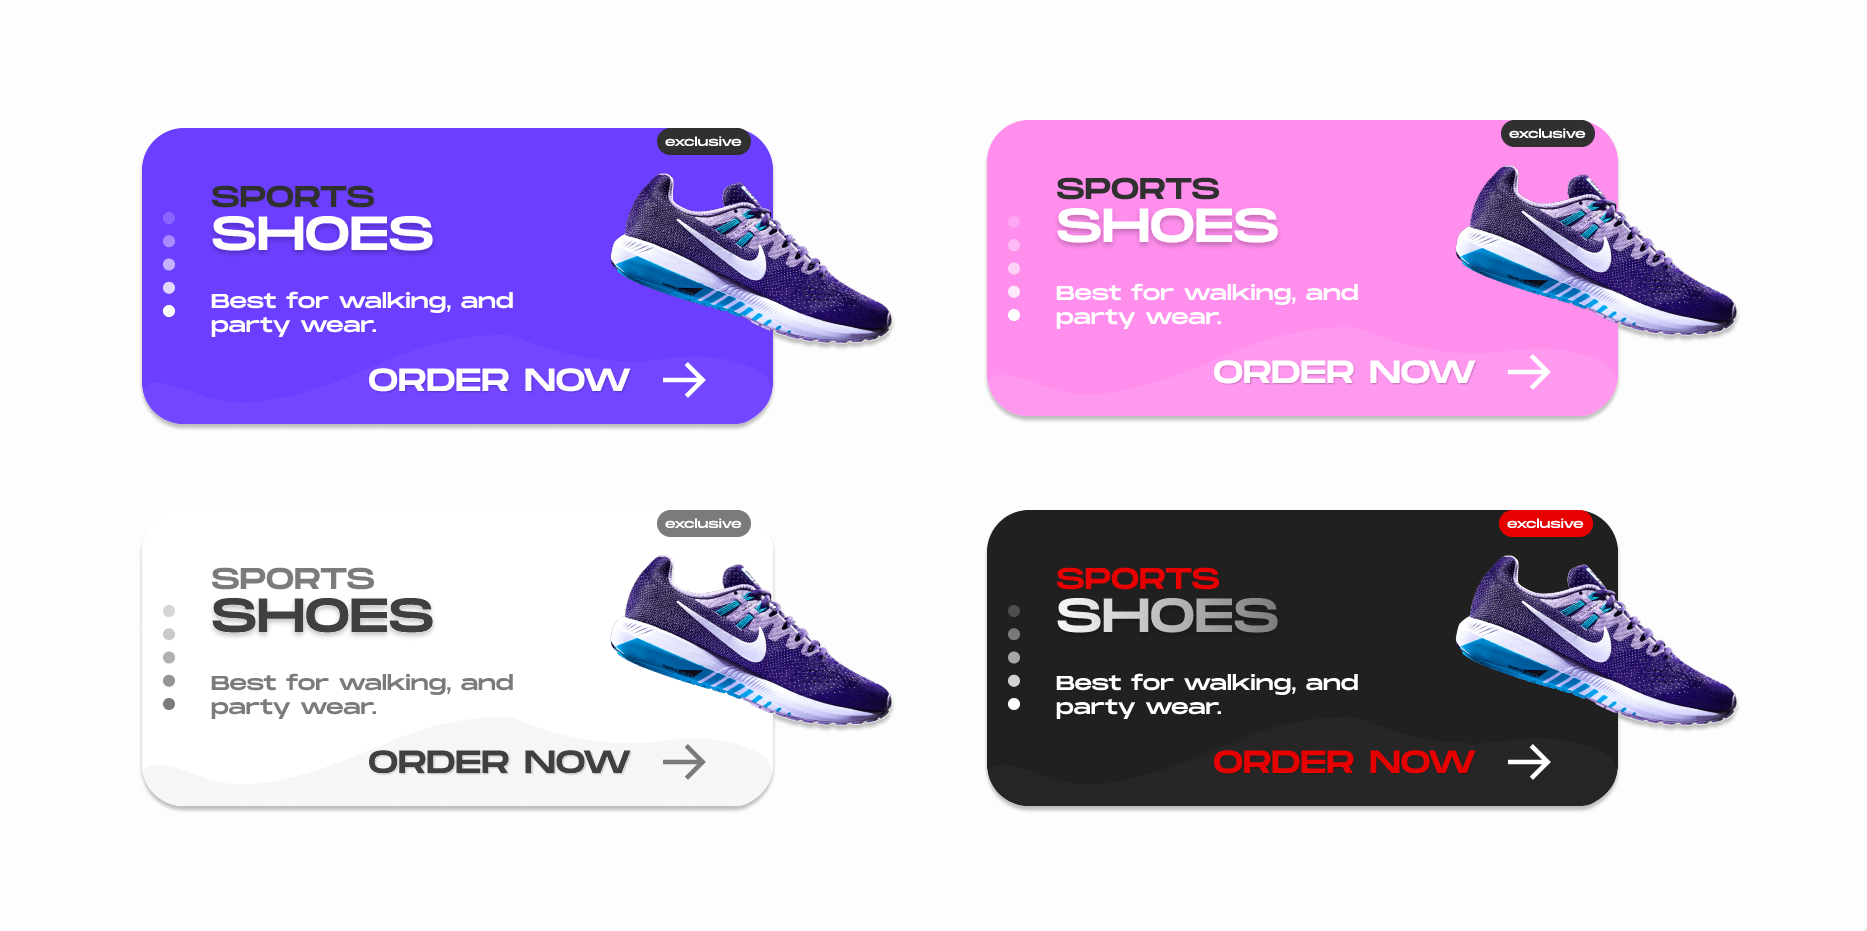 exclusive
SPORTS
SHOES
Best for walking, and
party wear.
ORDER NOW
exclusive
SPORTS
SHOES
Best for walking, and
party wear.
ORDER NOW
exclusive
SPORTS
SHOES
Best for walking, and
party wear.
ORDER NOW
exclusive
SPORTS
SHOES
Best for walking, and
party wear.
ORDER NOW